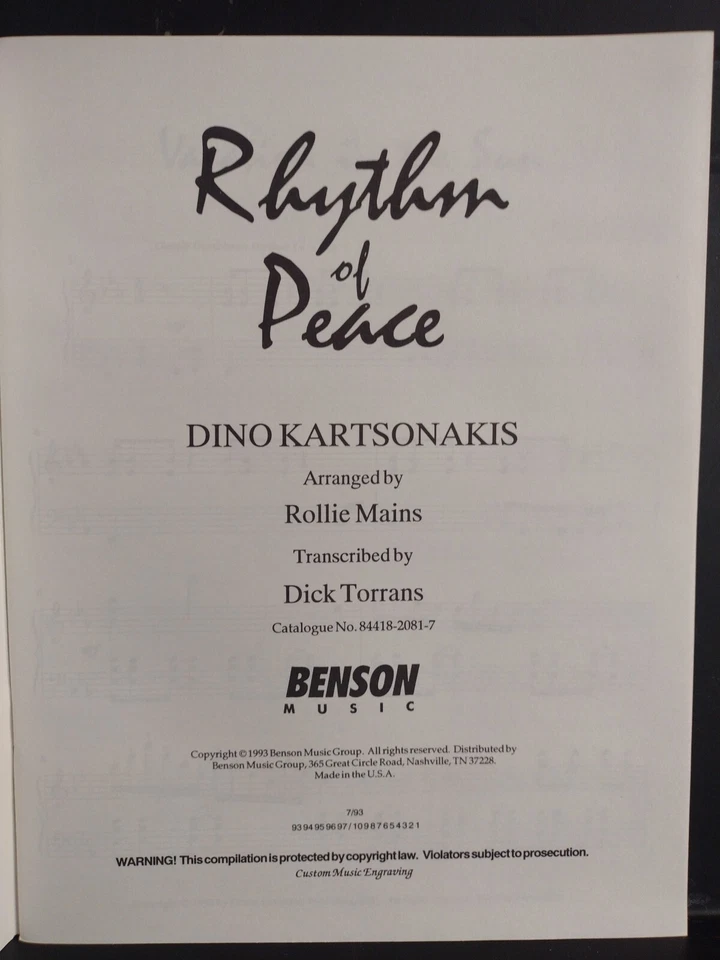 Rhythm
of
Peace
DINO KARTSONAKIS
Arranged by
Rollie Mains
Transcribed by
Dick Torrans
Catalogue No. 84418-2081-7
BENSON
MUSIC
Copyright © 1993 Benson Music Group. All rights reserved. Distributed by
Benson Music Group, 365 Great Circle Road, Nashville, TN 37228.
Made in the U.S.A.
7/93
93 94 95 96 97 / 10 9 8 7 6 5 4 3 2 1
WARNING! This compilation is protected by copyright law. Violators subject to prosecution.
Custom Music Engraving